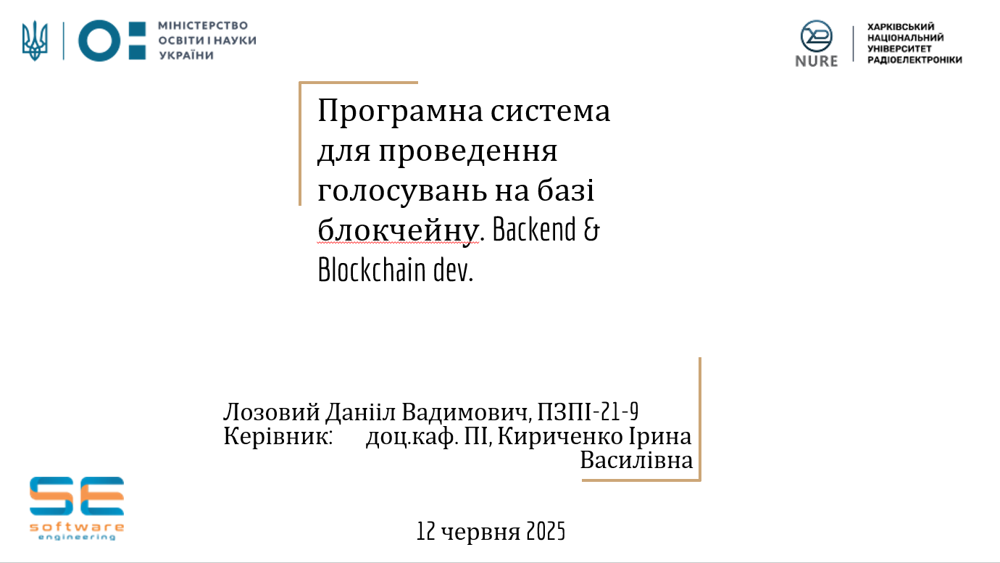 МІНІСТЕРСТВО
ОСВІТИ І НАУКИ
УКРАЇНИ
NURE
ХАРКІВСЬКИЙ
НАЦІОНАЛЬНИЙ
УНІВЕРСИТЕТ
РАДІОЕЛЕКТРОНІКИ
Програмна система
для проведення
голосувань на базі
блокчейну. Backend &
Blockchain dev.
Лозовий Данііл Вадимович, ПЗПІ-21-9
Керівник: доц.каф. ПІ, Кириченко Ірина
Василівна
SE
software
engineering
12 червня 2025